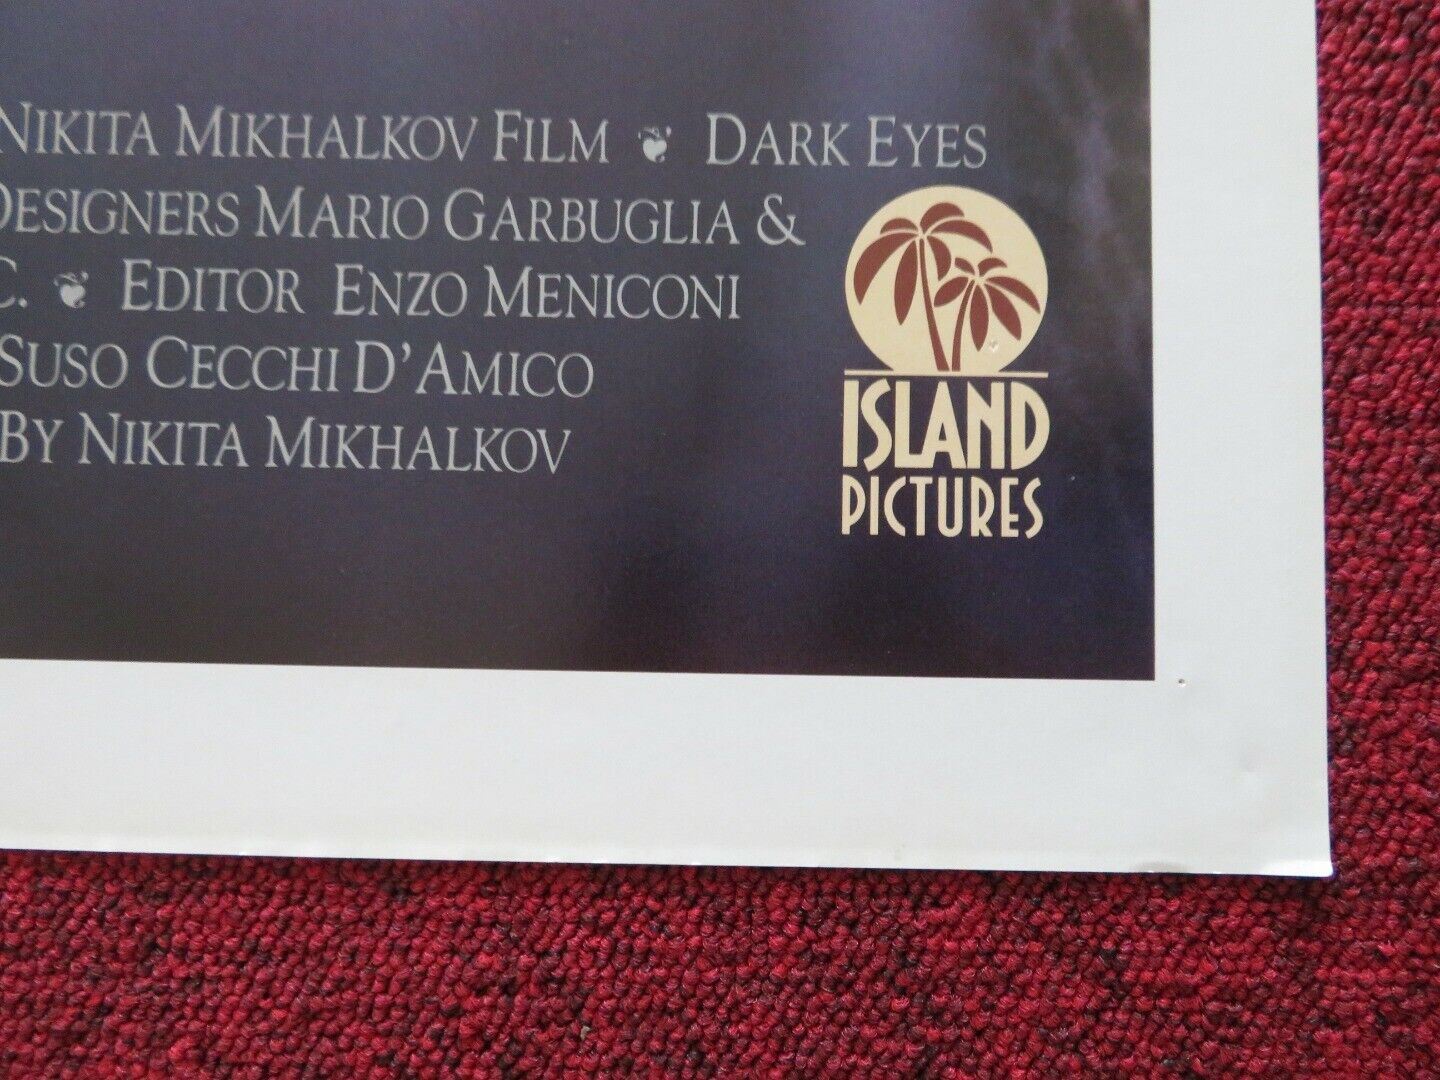 NIKITA MIKHALKOV FILM ❦ DARK EYES
DESIGNERS MARIO GARBUGLIA &
C. ❦ EDITOR ENZO MENICONI
SUSO CECCHI D'AMICO
BY NIKITA MIKHALKOV
ISLAND
PICTURES